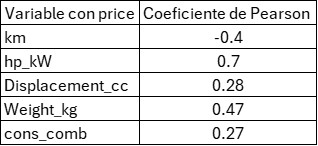 Variable con price Coeficiente de Pearson
km -0.4
hp_kW 0.7
Displacement_cc 0.28
Weight_kg 0.47
cons_comb 0.27